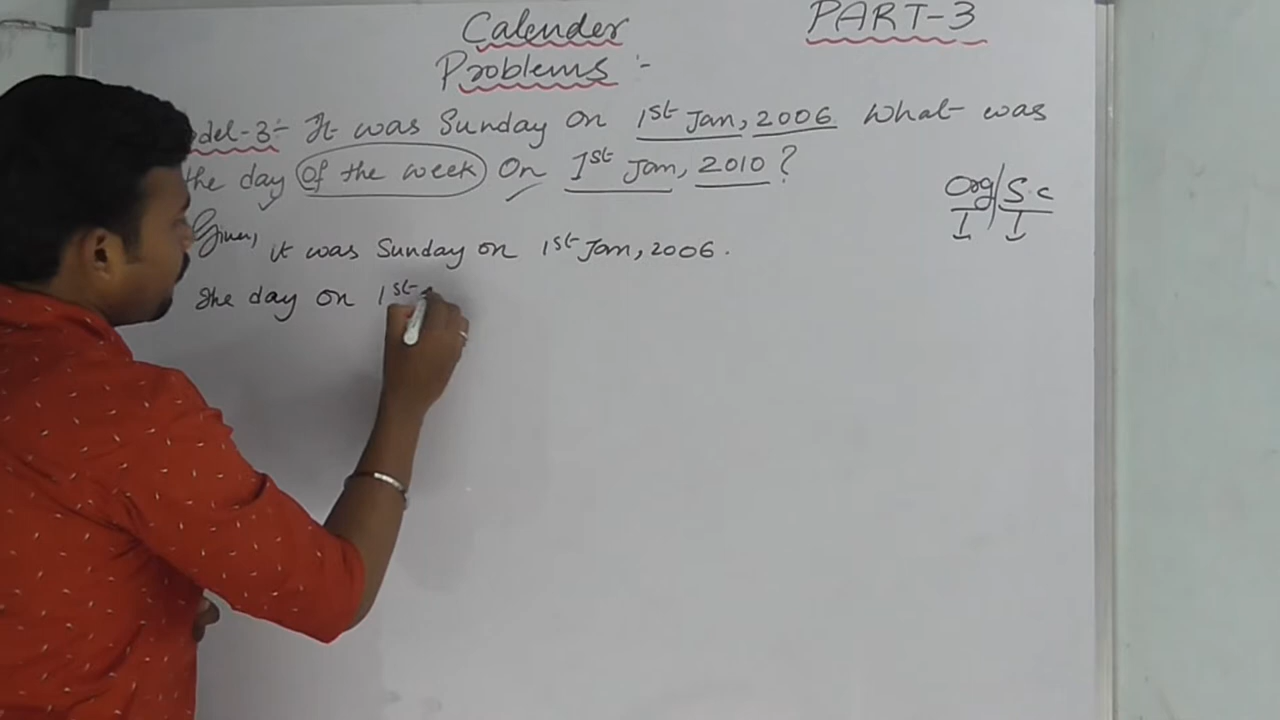 Calender PART-3
Problems :-
del-3:- It was Sunday on 1st Jan, 2006 What was
the day of the week on 1st Jan, 2010?
Org/S.C
I I
Given, it was Sunday on 1st Jan, 2006.
The day on 1st